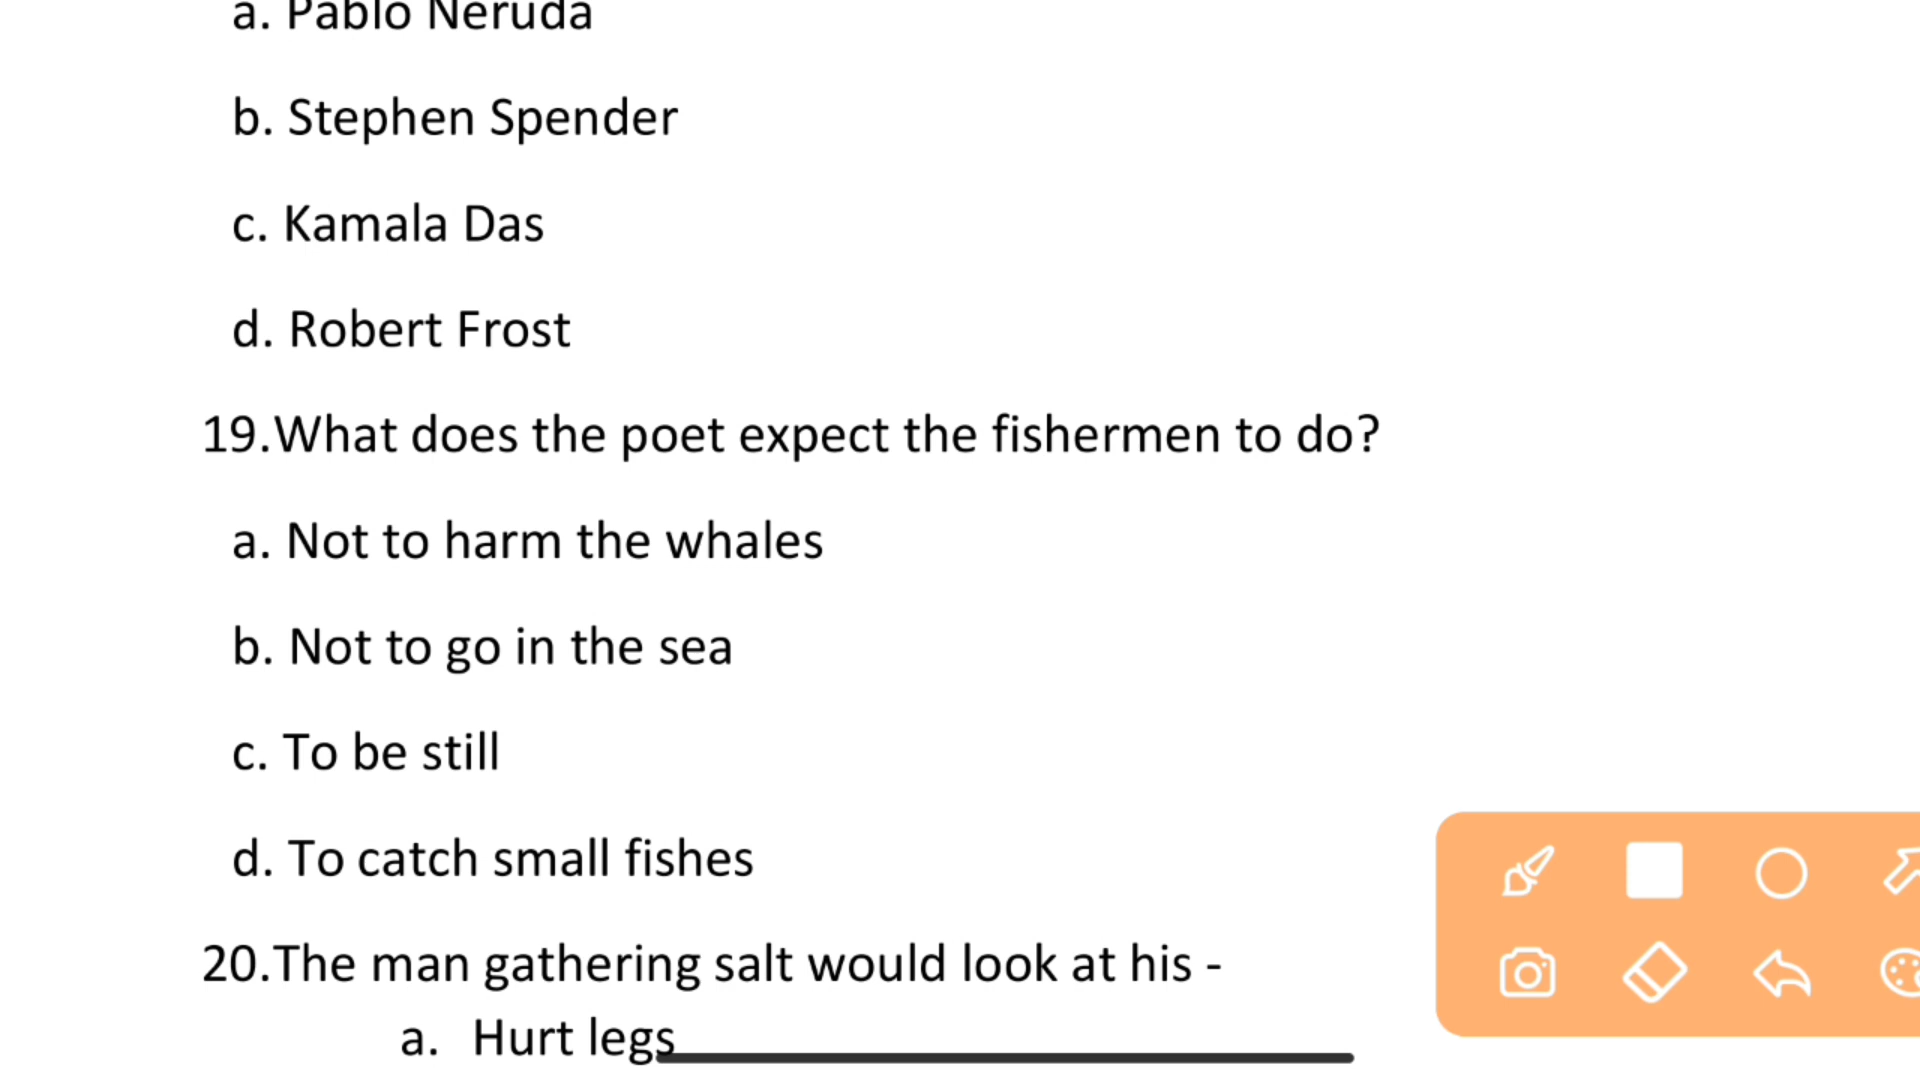 a. Pablo Neruda
b. Stephen Spender
c. Kamala Das
d. Robert Frost
19.What does the poet expect the fishermen to do?
a. Not to harm the whales
b. Not to go in the sea
c. To be still
d. To catch small fishes
20.The man gathering salt would look at his -
a. Hurt legs